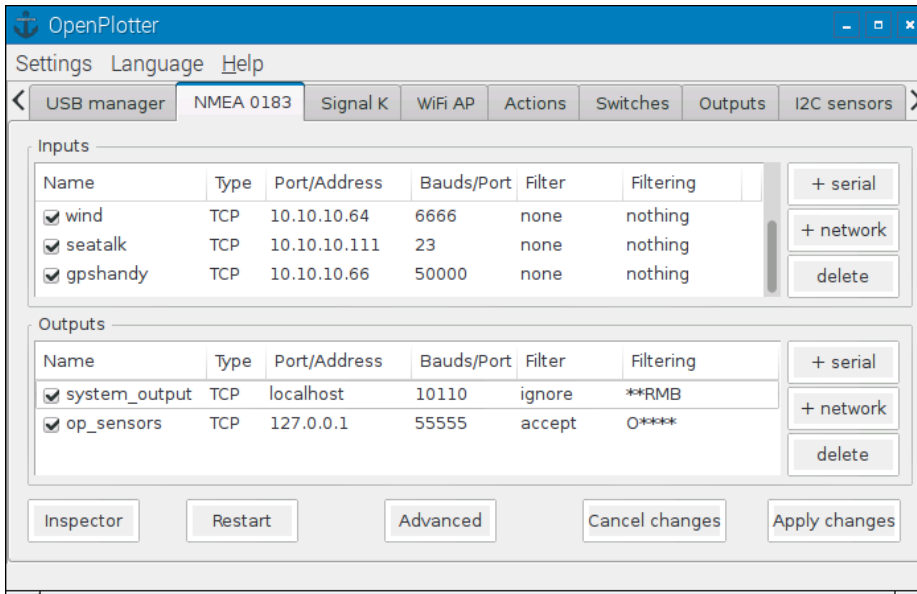 OpenPlotter
Settings Language Help
USB manager NMEA 0183 Signal K WiFi AP Actions Switches Outputs I2C sensors
Inputs
Name Type Port/Address Bauds/Port Filter Filtering
wind TCP 10.10.10.64 6666 none nothing
seatalk TCP 10.10.10.111 23 none nothing
gpshandy TCP 10.10.10.66 50000 none nothing
+ serial
+ network
delete
Outputs
Name Type Port/Address Bauds/Port Filter Filtering
system_output TCP localhost 10110 ignore **RMB
op_sensors TCP 127.0.0.1 55555 accept O****
+ serial
+ network
delete
Inspector Restart Advanced Cancel changes Apply changes